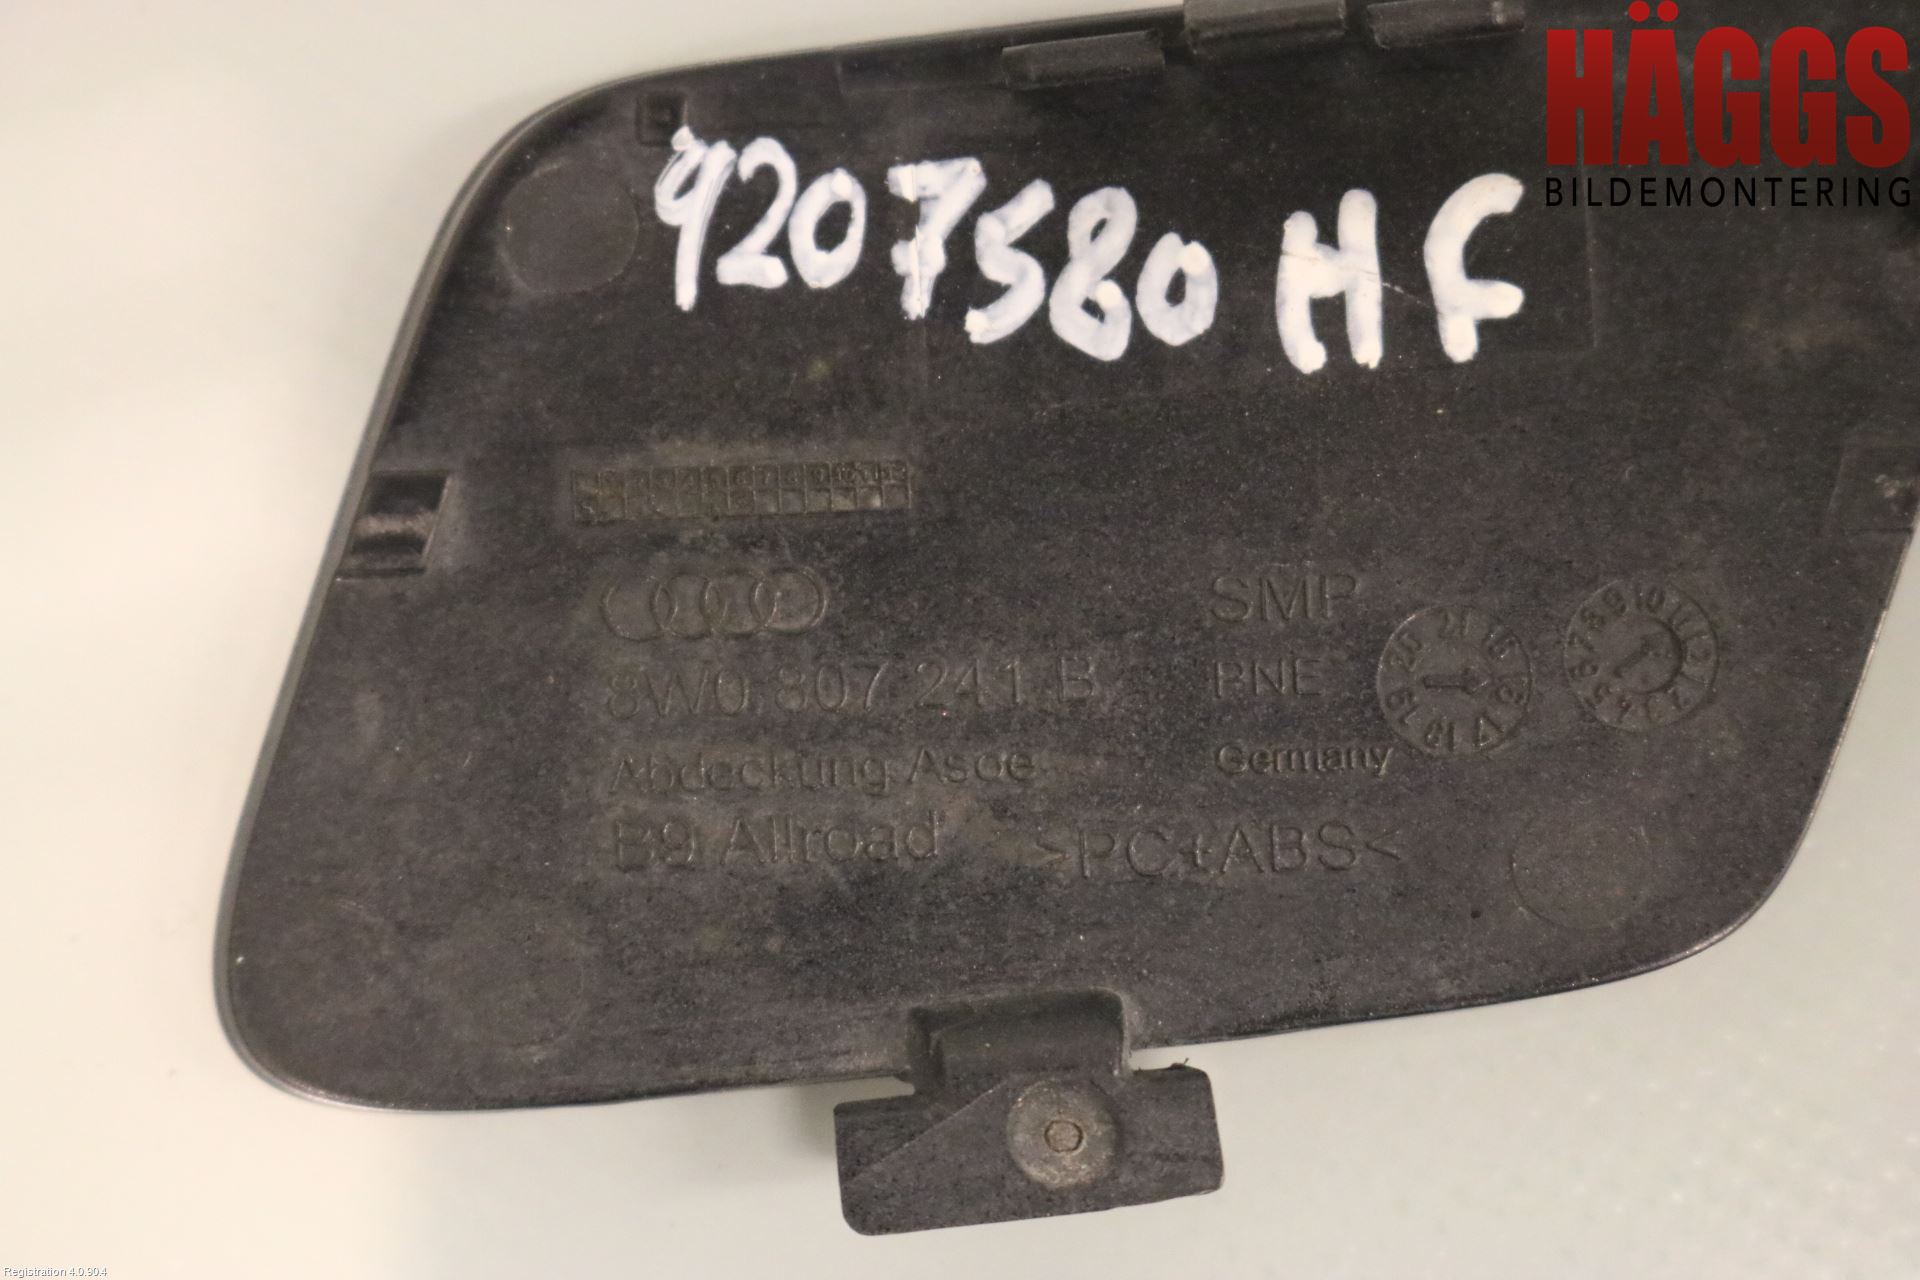 HÄGGS
BILDEMONTERING
9207580 HF
SMP
8W0 807 241 B
PNE
Abdeckung Asoe
Germany
B9 Allroad
>PC+ABS<
Registration 4.0.90.4